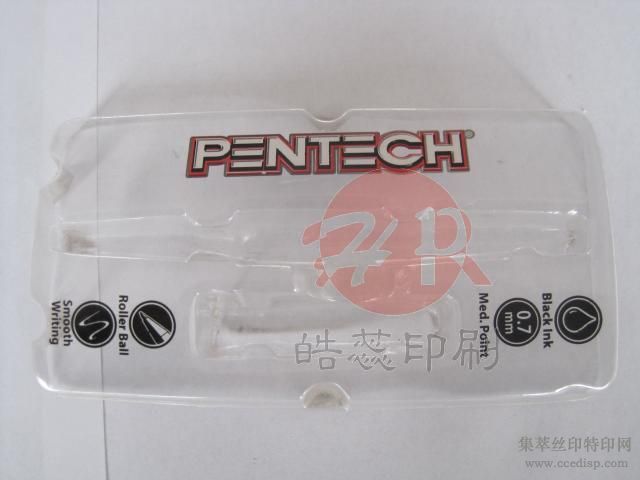 PENTECH®
HR
Smooth
Writing
Roller Ball
Med. Point
0.7
mm
Black Ink
皓蕊印刷
集萃丝印特印网
www.ccedisp.com